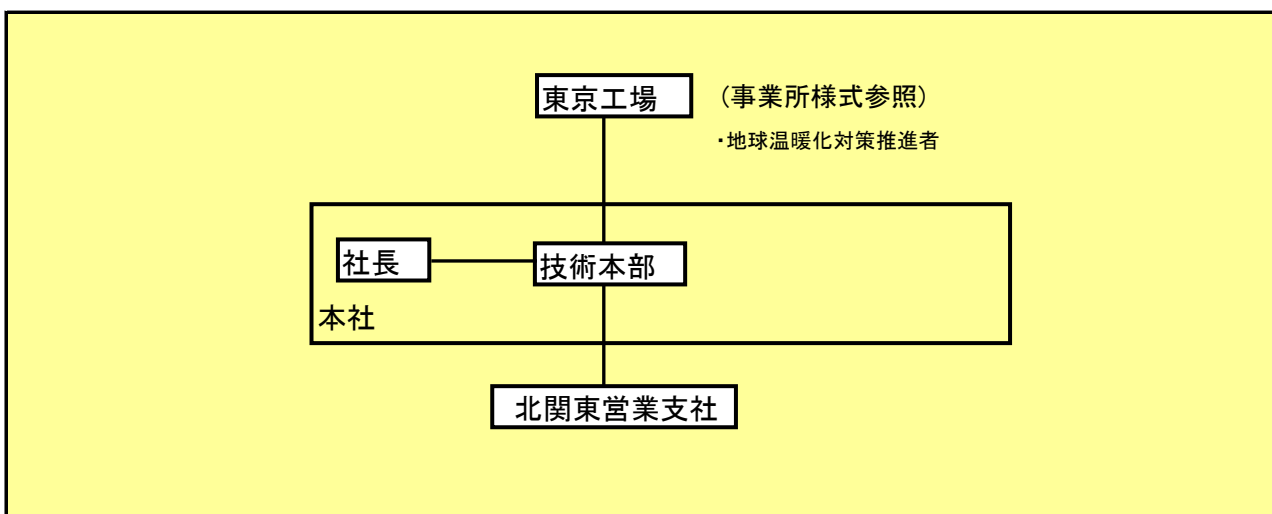 東京工場 (事業所様式参照)
・地球温暖化対策推進者
社長 技術本部
本社
北関東営業支社